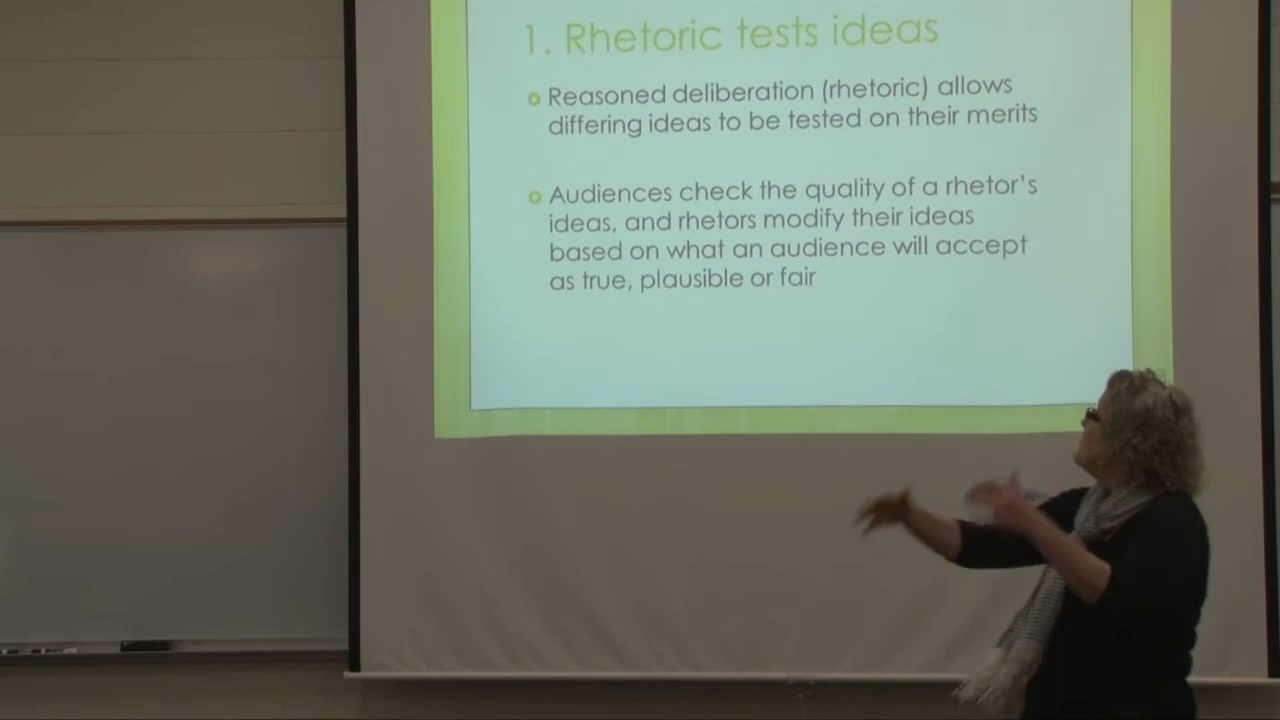 1. Rhetoric tests ideas
Reasoned deliberation (rhetoric) allows
differing ideas to be tested on their merits
Audiences check the quality of a rhetor's
ideas, and rhetors modify their ideas
based on what an audience will accept
as true, plausible or fair